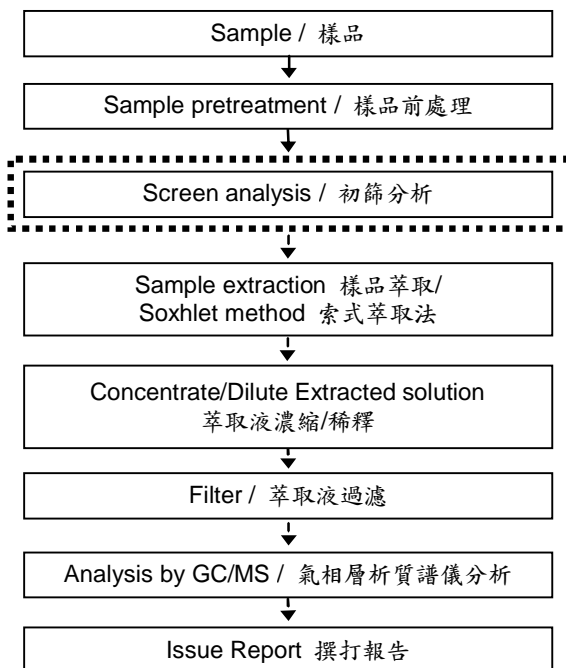 Sample / 樣品
Sample pretreatment / 樣品前處理
Screen analysis / 初篩分析
Sample extraction 樣品萃取/
Soxhlet method 索式萃取法
Concentrate/Dilute Extracted solution
萃取液濃縮/稀釋
Filter / 萃取液過濾
Analysis by GC/MS / 氣相層析質譜儀分析
Issue Report 撰打報告